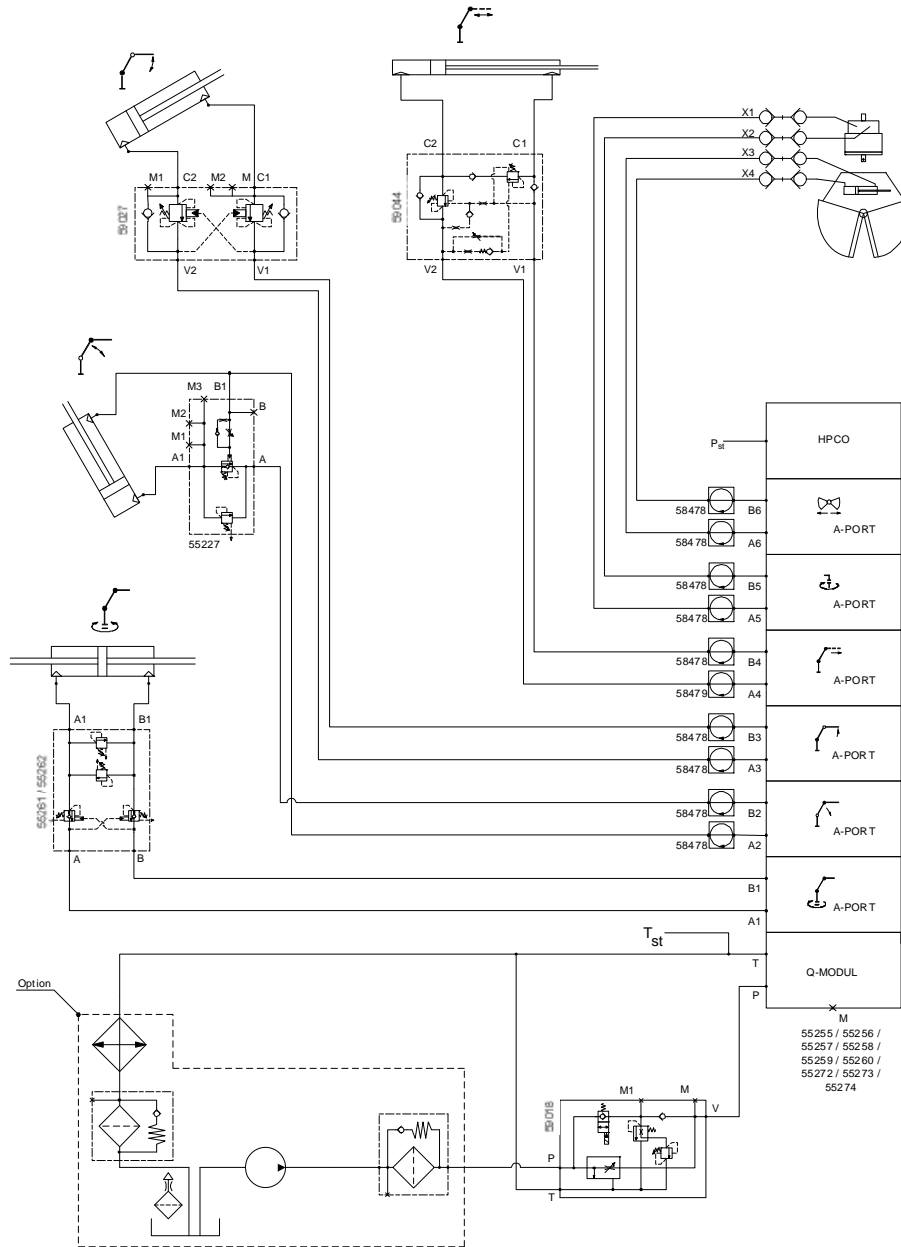 C2
C1
59044
V2
V1
M1
C2
M2
M
C1
59027
V2
V1
X1
X2
X3
X4
M3
B1
B
M2
M1
A1
A
55227
A1
B1
55261 / 55262
A
B
Pst
HPCO
58478
B6
58478
A6
A-PORT
58478
B5
58478
A5
A-PORT
58478
B4
58479
A4
A-PORT
58478
B3
58478
A3
A-PORT
58478
B2
58478
A2
A-PORT
B1
A1
A-PORT
Tst
T
P
Q-MODUL
M
55255 / 55256 /
55257 / 55258 /
55259 / 55260 /
55272 / 55273 /
55274
Option
59018
M1
M
V
P
T